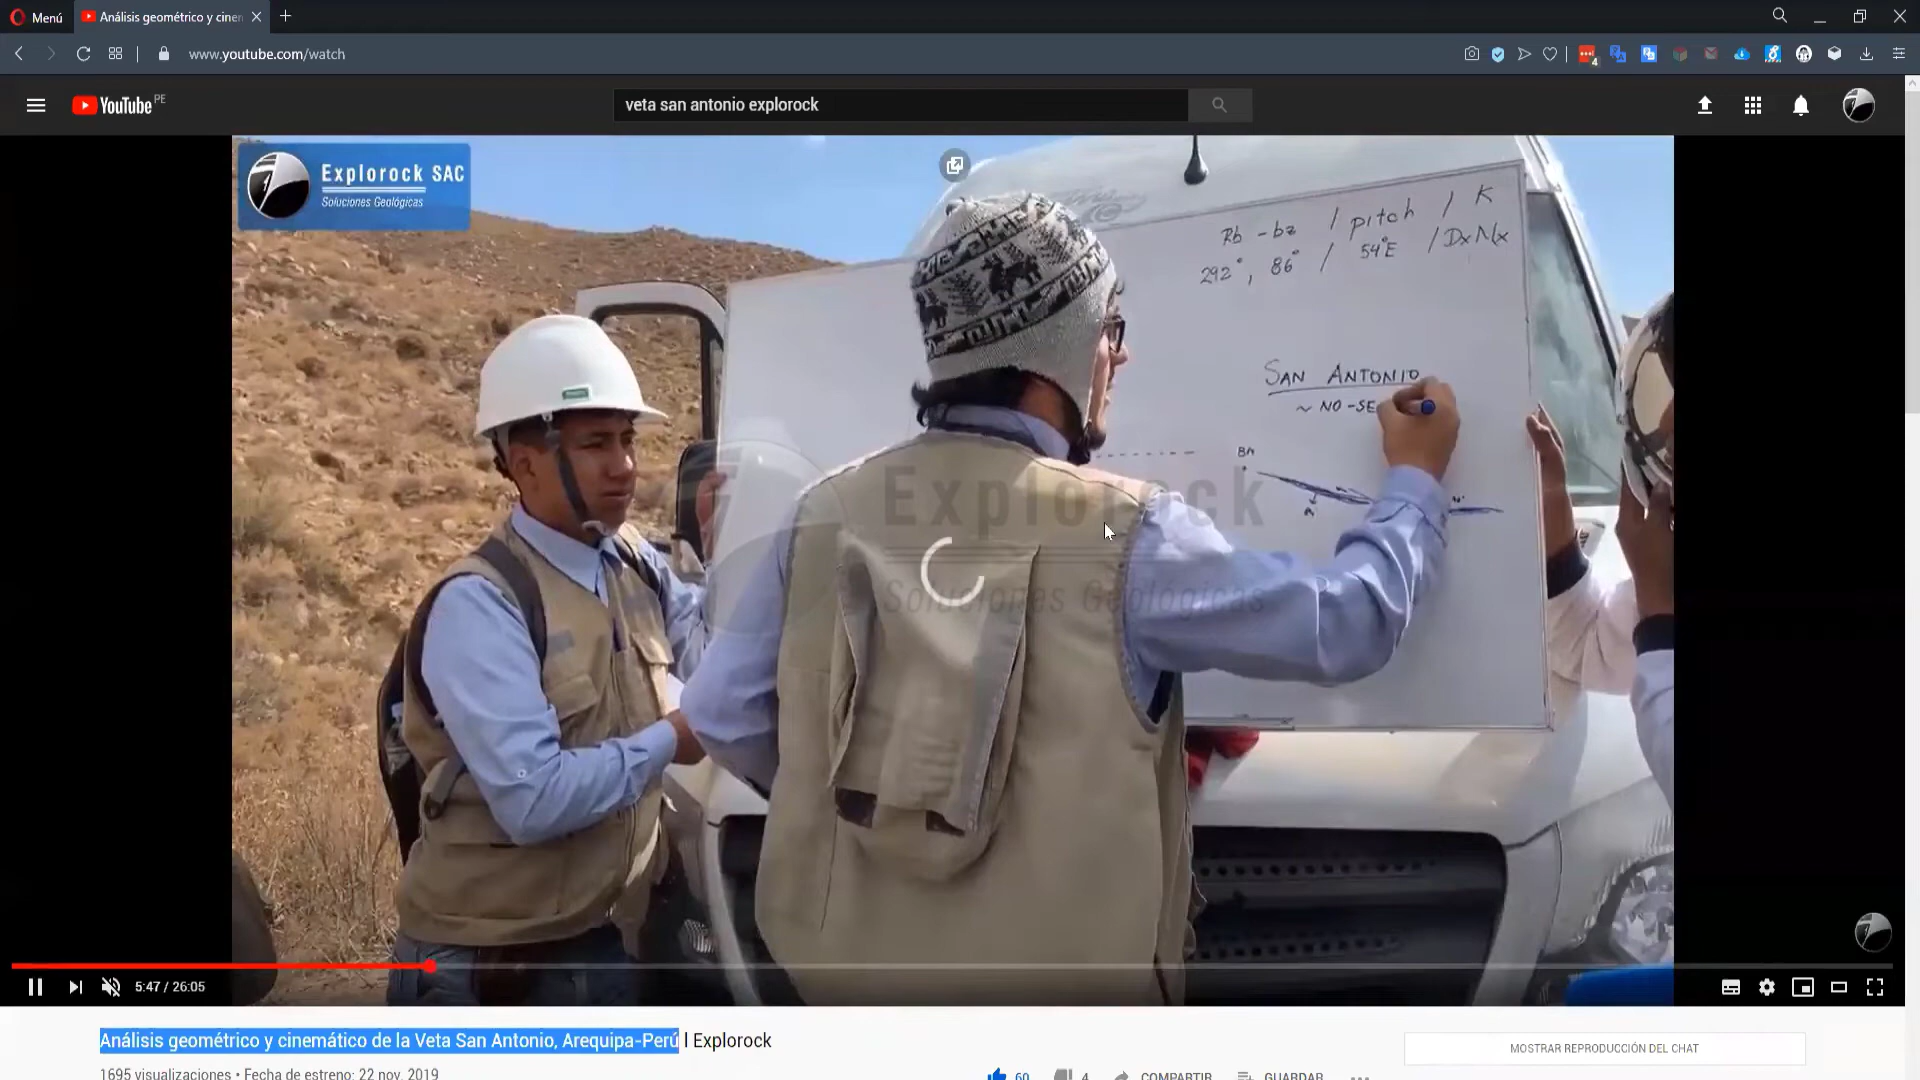 Menú
Análisis geométrico y cinem
www.youtube.com/watch
4
YouTube PE
veta san antonio explorock
Explorock SAC
Soluciones Geológicas
Rb - bz / pitch / K
292°, 86° / 54°E / DxNx
SAN ANTONIO
~ NO-SE
BM
Explorock
Soluciones Geológicas
5:47 / 26:05
Análisis geométrico y cinemático de la Veta San Antonio, Arequipa-Perú l Explorock
MOSTRAR REPRODUCCIÓN DEL CHAT
1695 visualizaciones • Fecha de estreno: 22 nov. 2019
60
4
COMPARTIR
GUARDAR